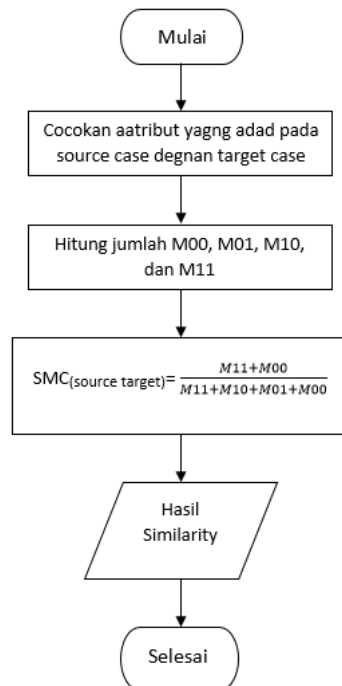 Mulai
Cocokan aatribut yagng adad pada
source case degnan target case
Hitung jumlah M00, M01, M10,
dan M11
SMC(source target)= M11+M00
M11+M10+M01+M00
Hasil
Similarity
Selesai